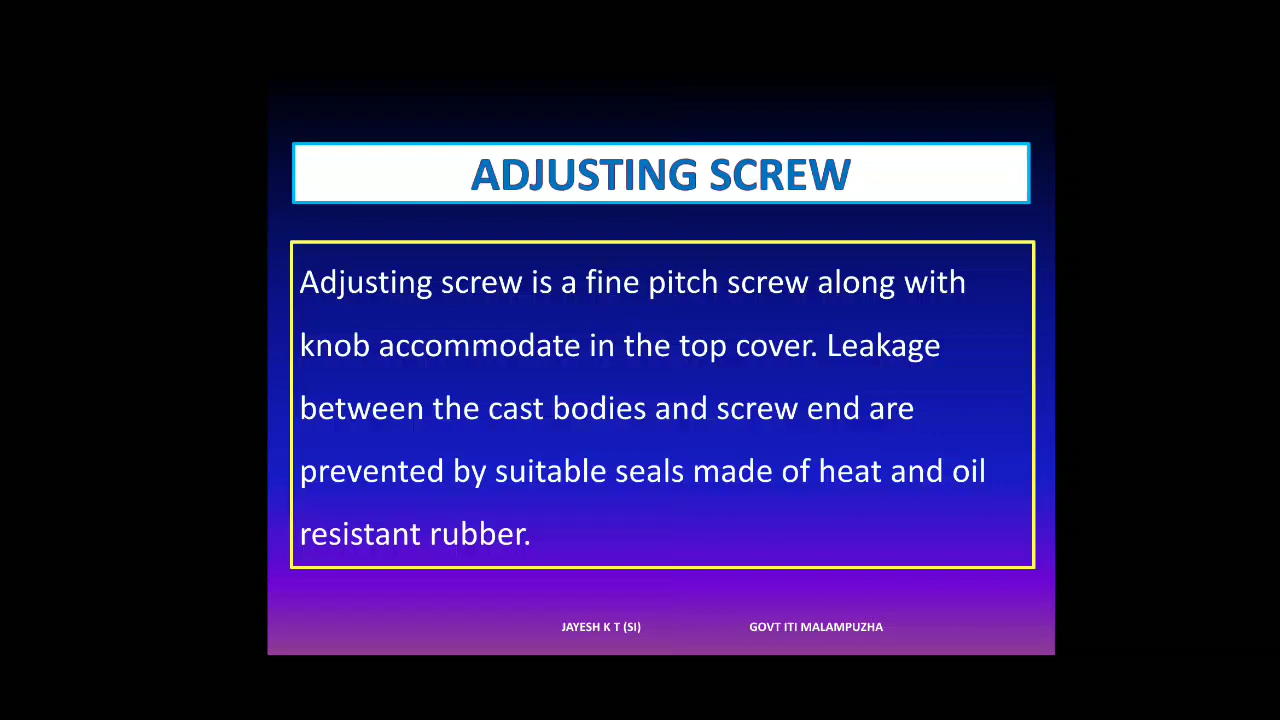 ADJUSTING SCREW
Adjusting screw is a fine pitch screw along with
knob accommodate in the top cover. Leakage
between the cast bodies and screw end are
prevented by suitable seals made of heat and oil
resistant rubber.
JAYESH K T (SI) GOVT ITI MALAMPUZHA